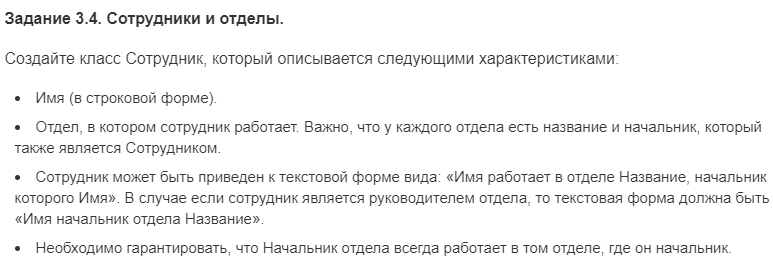 Задание 3.4. Сотрудники и отделы.
Создайте класс Сотрудник, который описывается следующими характеристиками:
• Имя (в строковой форме).
• Отдел, в котором сотрудник работает. Важно, что у каждого отдела есть название и начальник, который
также является Сотрудником.
• Сотрудник может быть приведен к текстовой форме вида: «Имя работает в отделе Название, начальник
которого Имя». В случае если сотрудник является руководителем отдела, то текстовая форма должна быть
«Имя начальник отдела Название».
• Необходимо гарантировать, что Начальник отдела всегда работает в том отделе, где он начальник.